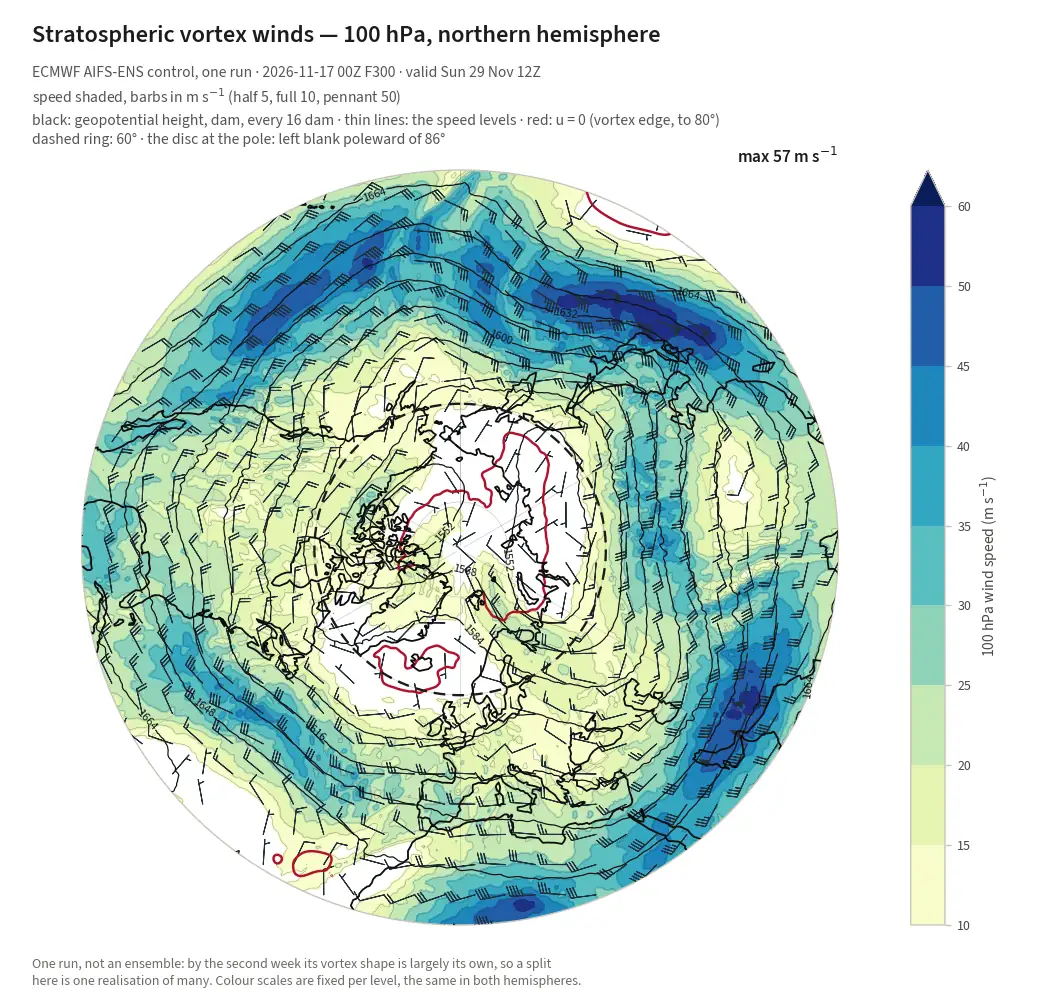 Stratospheric vortex winds — 100 hPa, northern hemisphere
ECMWF AIFS-ENS control, one run · 2026-11-17 00Z F300 · valid Sun 29 Nov 12Z
speed shaded, barbs in m s⁻¹ (half 5, full 10, pennant 50)
black: geopotential height, dam, every 16 dam · thin lines: the speed levels · red: u = 0 (vortex edge, to 80°)
dashed ring: 60° · the disc at the pole: left blank poleward of 86°
max 57 m s⁻¹
1664
1664
1632
1600
1552
1568
1584
1664
1648
1616
1664
60
50
45
40
35
30
25
20
15
10
100 hPa wind speed (m s⁻¹)
One run, not an ensemble: by the second week its vortex shape is largely its own, so a split
here is one realisation of many. Colour scales are fixed per level, the same in both hemispheres.